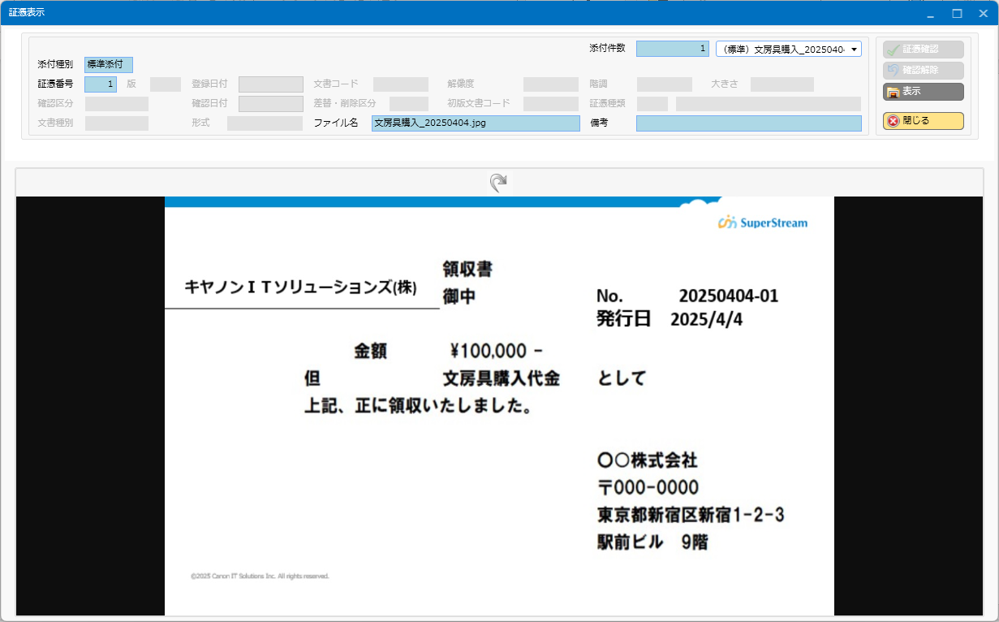 証憑表示
添付件数 1 (標準) 文房具購入_2025040
証憑確認
添付種別 標準添付
確認解除
証憑番号 1 版 登録日付 文書コード 解像度 階調 大きさ
表示
確認区分 確認日付 差替・削除区分 初版文書コード 証憑種類
文書種別 形式 ファイル名 文房具購入_20250404.jpg 備考
閉じる
SuperStream
領収書
キヤノンITソリューションズ(株) 御中
No. 20250404-01
発行日 2025/4/4
金額 ¥100,000 −
但 文房具購入代金 として
上記、正に領収いたしました。
〇〇株式会社
〒000-0000
東京都新宿区新宿1-2-3
駅前ビル 9階
©2025 Canon IT Solutions Inc. All rights reserved.